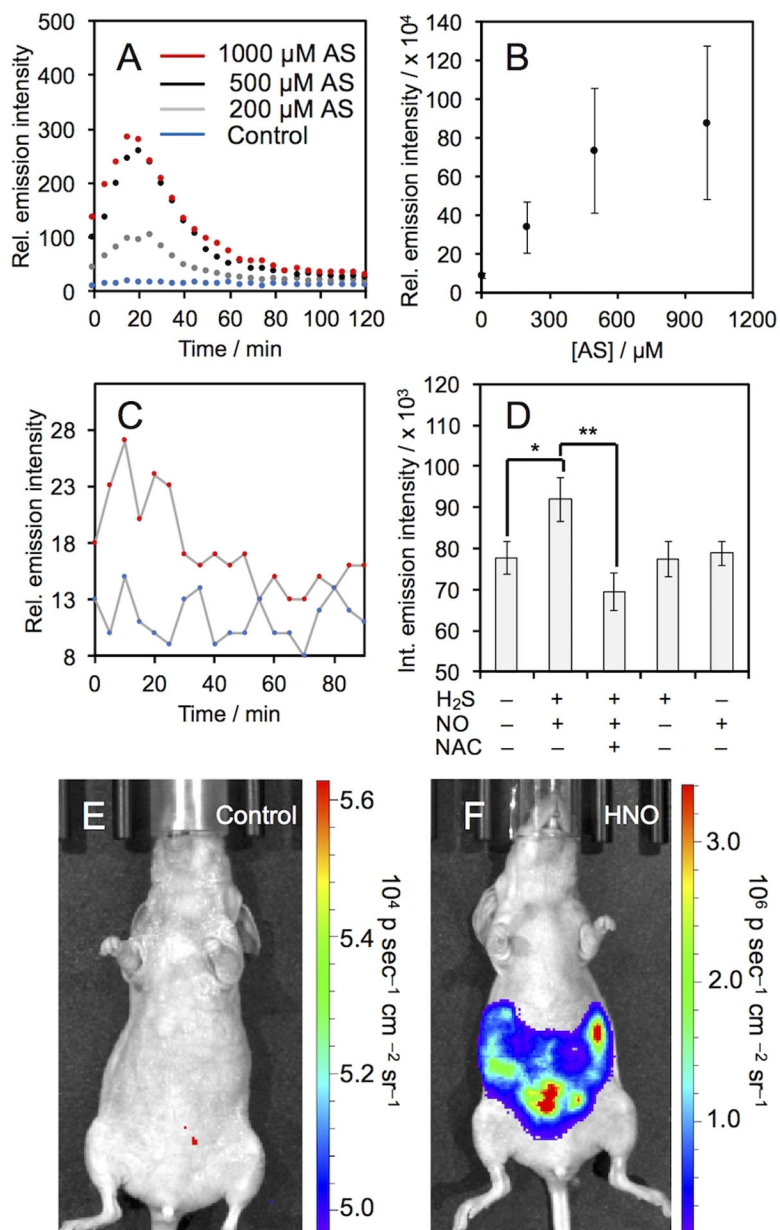 A
Rel. emission intensity
500
400
300
200
100
0
1000 µM AS
500 µM AS
200 µM AS
Control
0 20 40 60 80 100 120
Time / min
B
Rel. emission intensity / x 10⁴
140
120
100
80
60
40
20
0
0 300 600 900 1200
[AS] / µM
C
Rel. emission intensity
28
23
18
13
8
0 20 40 60 80
Time / min
D
Int. emission intensity / x 10³
120
110
100
90
80
70
60
50
* **
H₂S – + + + –
NO – + + – +
NAC – – + – –
E
Control
5.6
5.4
5.2
5.0
10⁴ p sec⁻¹ cm ⁻² sr⁻¹
F
HNO
3.0
2.0
1.0
10⁶ p sec⁻¹ cm ⁻² sr⁻¹